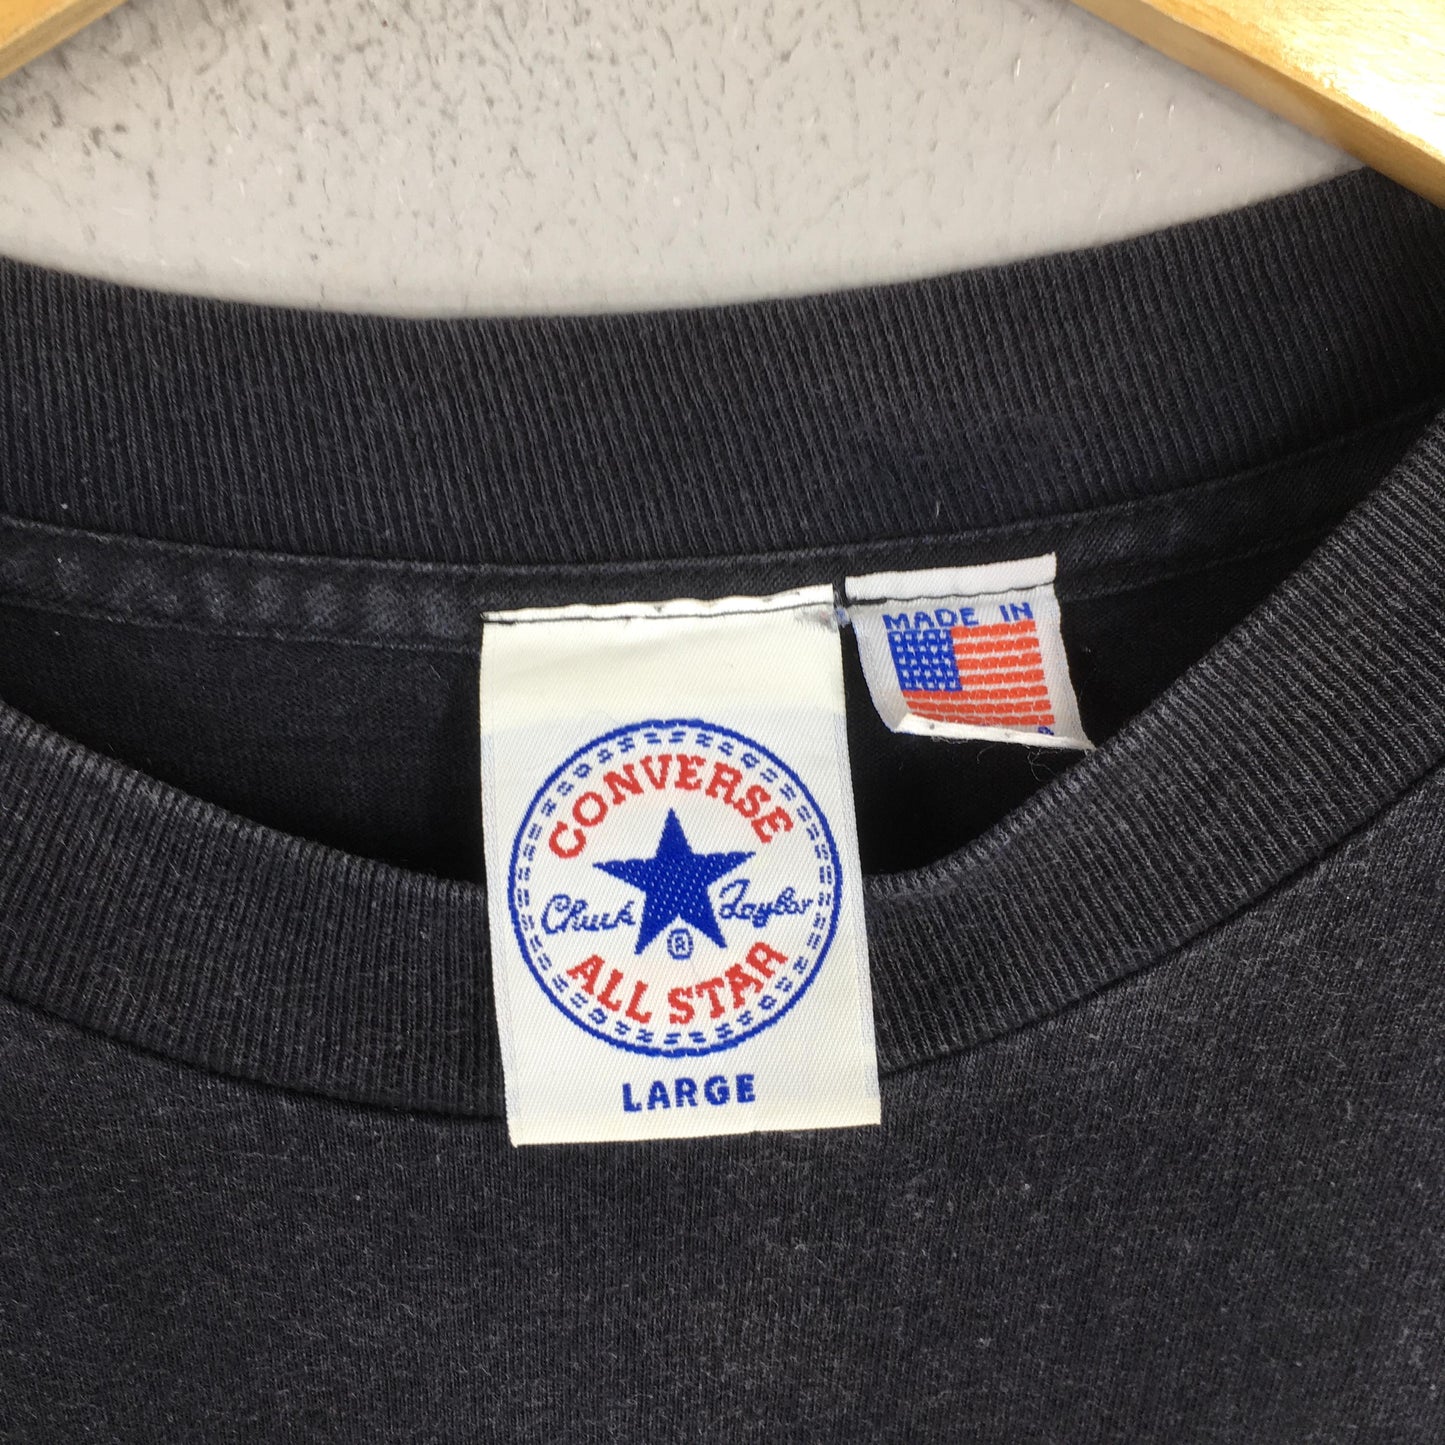 MADE IN
CONVERSE
Chuck Taylor
®
ALL STAR
LARGE